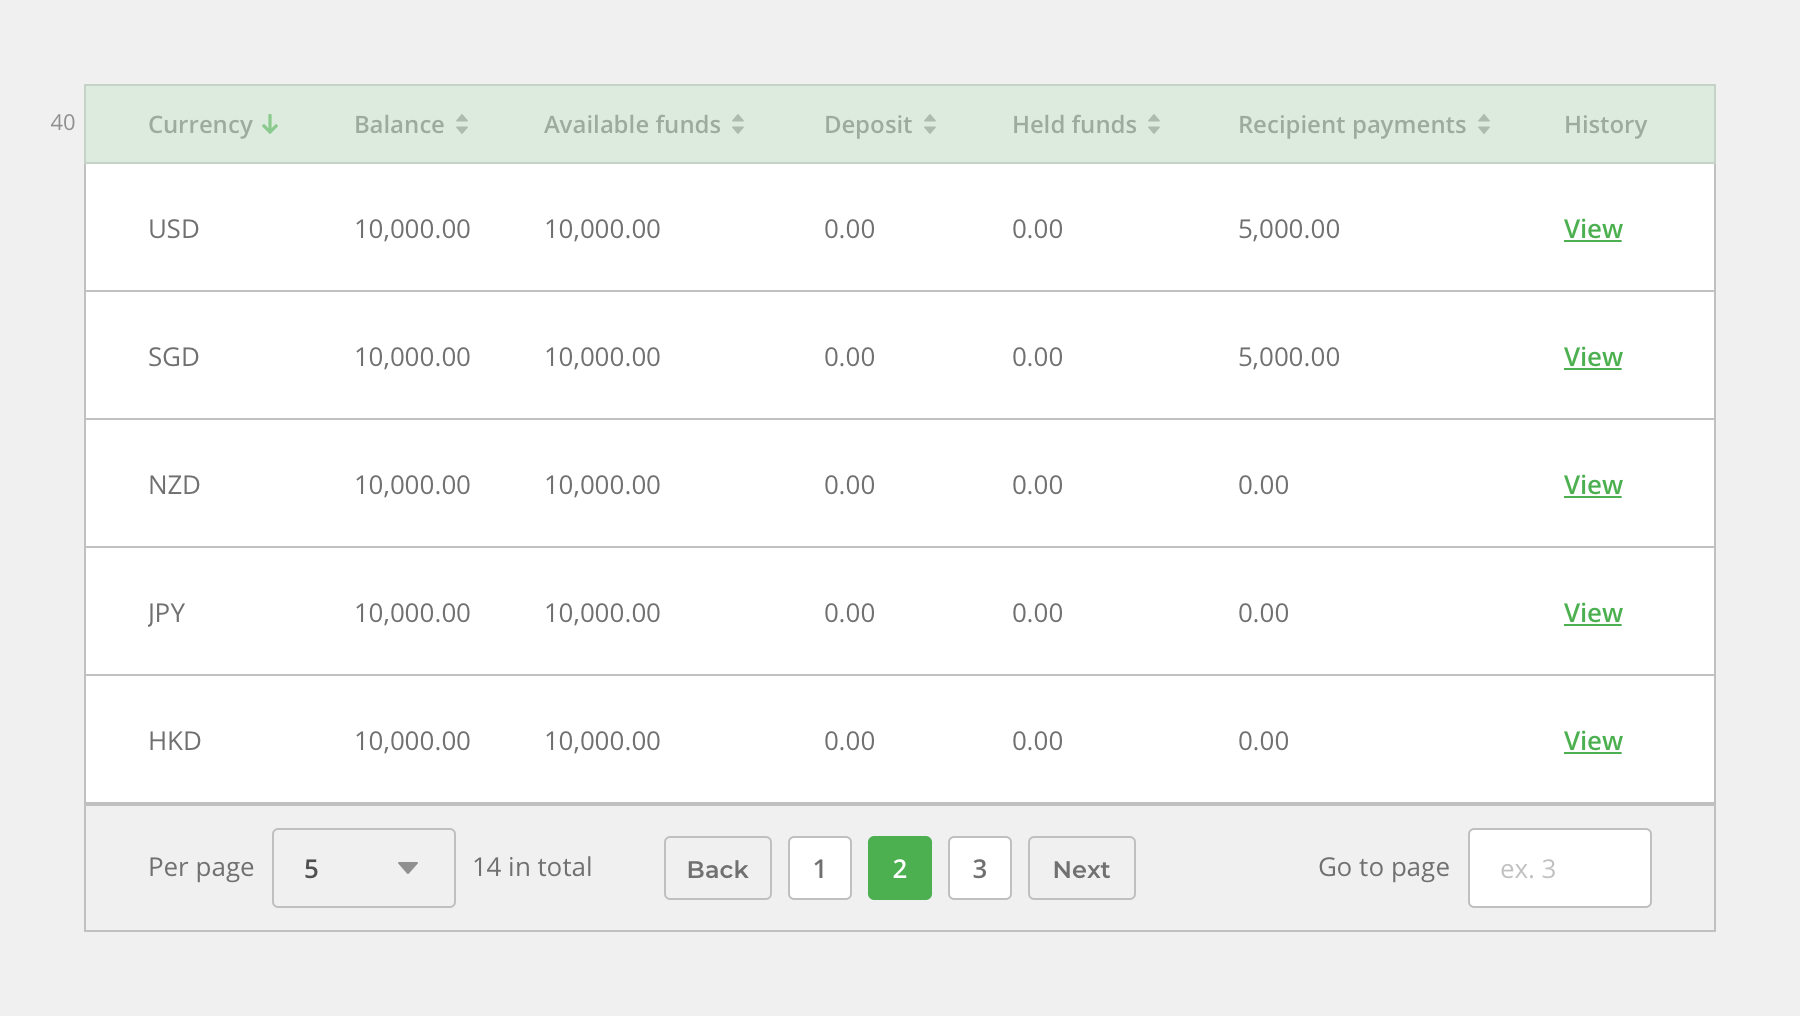 40 Currency Balance Available funds Deposit Held funds Recipient payments History
USD 10,000.00 10,000.00 0.00 0.00 5,000.00 View
SGD 10,000.00 10,000.00 0.00 0.00 5,000.00 View
NZD 10,000.00 10,000.00 0.00 0.00 0.00 View
JPY 10,000.00 10,000.00 0.00 0.00 0.00 View
HKD 10,000.00 10,000.00 0.00 0.00 0.00 View
Per page 5 14 in total Back 1 2 3 Next Go to page ex. 3